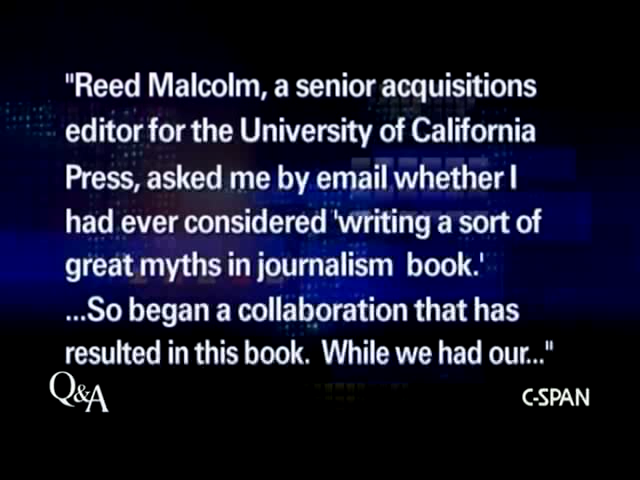 "Reed Malcolm, a senior acquisitions
editor for the University of California
Press, asked me by email whether I
had ever considered 'writing a sort of
great myths in journalism  book.'
...So began a collaboration that has
resulted in this book.  While we had our..."
Q&A
C-SPAN